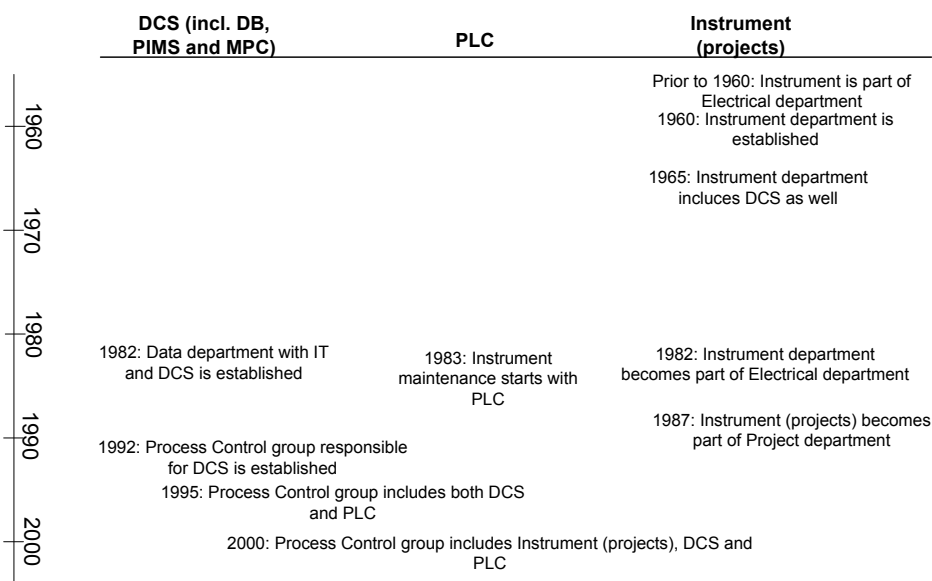 DCS (incl. DB,
PIMS and MPC)
PLC
Instrument
(projects)
Prior to 1960: Instrument is part of
Electrical department
1960: Instrument department is
established
1960
1965: Instrument department
incluces DCS as well
1970
1980
1982: Data department with IT
and DCS is established
1983: Instrument
maintenance starts with
PLC
1982: Instrument department
becomes part of Electrical department
1987: Instrument (projects) becomes
part of Project department
1990
1992: Process Control group responsible
for DCS is established
1995: Process Control group includes both DCS
and PLC
2000
2000: Process Control group includes Instrument (projects), DCS and
PLC